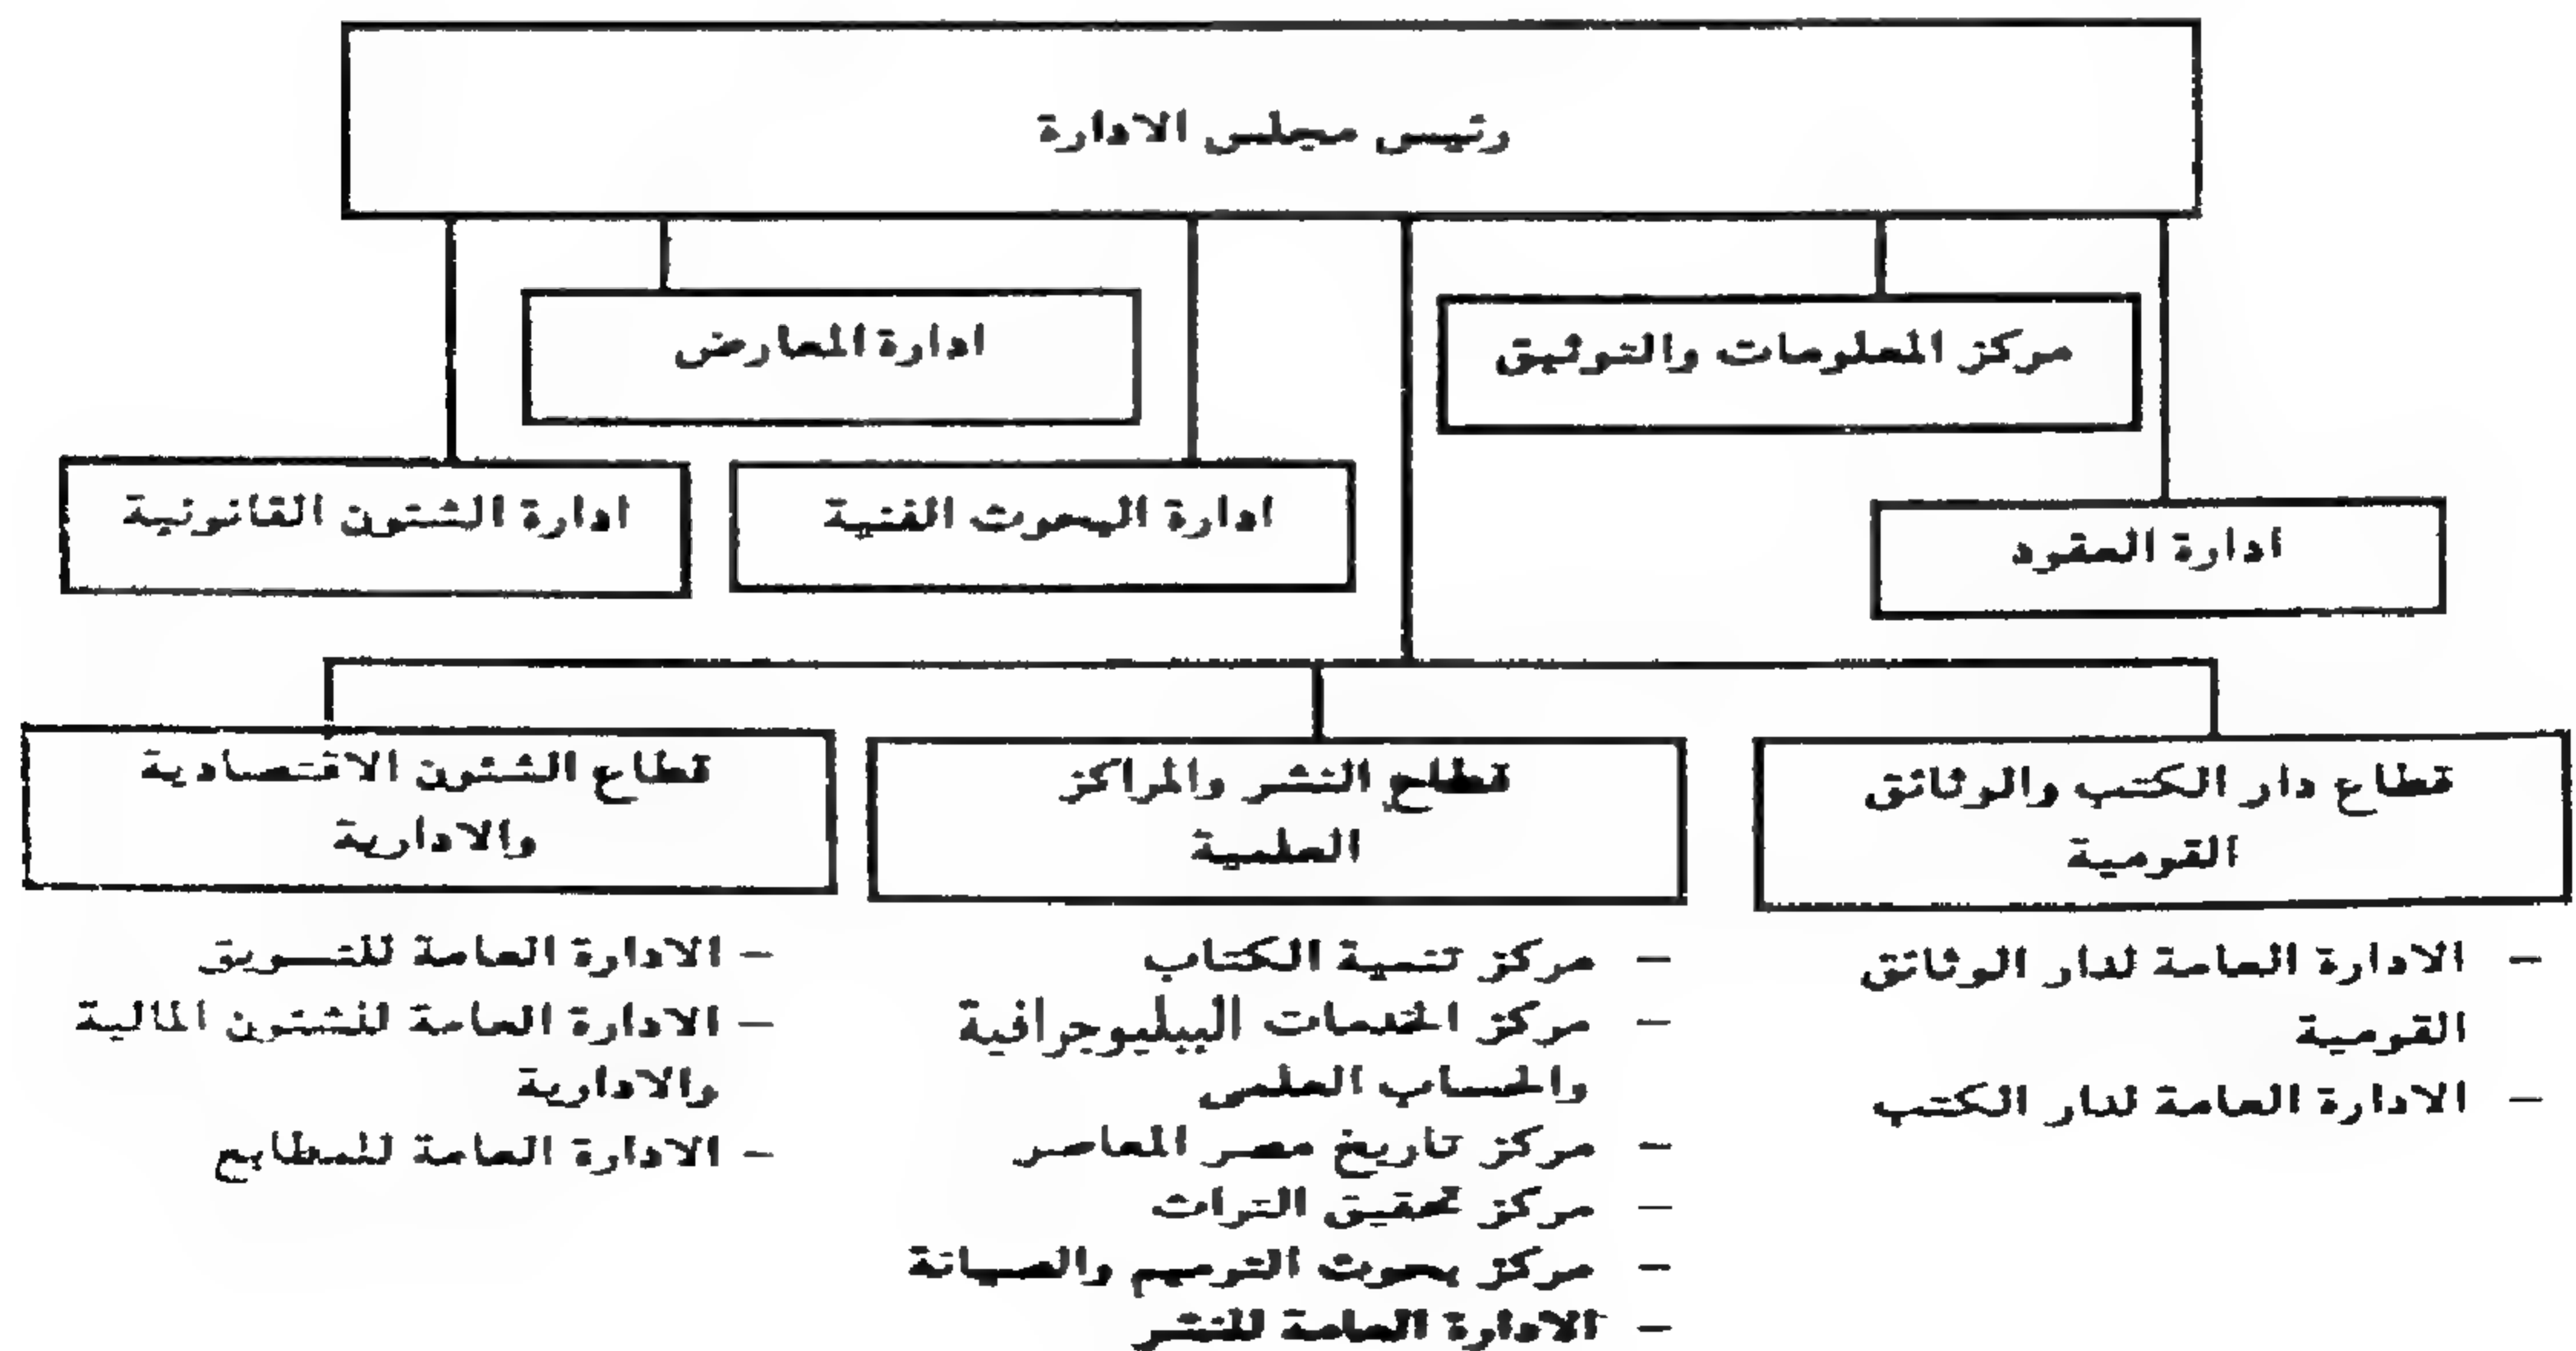 رئيس مجلس الادارة
مركز المعلومات والتوثيق
ادارة المعارض
ادارة العقود
ادارة البحوث الفنية
ادارة الشئون القانونية
قطاع دار الكتب والوثائق
القومية
– الادارة العامة لدار الوثائق
القومية
– الادارة العامة لدار الكتب
قطاع النشر والمراكز
العلمية
– مركز تنمية الكتاب
– مركز الخدمات الببليوجرافية
والحساب العلمى
– مركز تاريخ مصر المعاصر
– مركز تحقيق التراث
– مركز بحوث الترميم والصيانة
– الادارة العامة للنشر
قطاع الشئون الاقتصادية
والادارية
– الادارة العامة للتسويق
– الادارة العامة للشئون المالية
والادارية
– الادارة العامة للمطابع